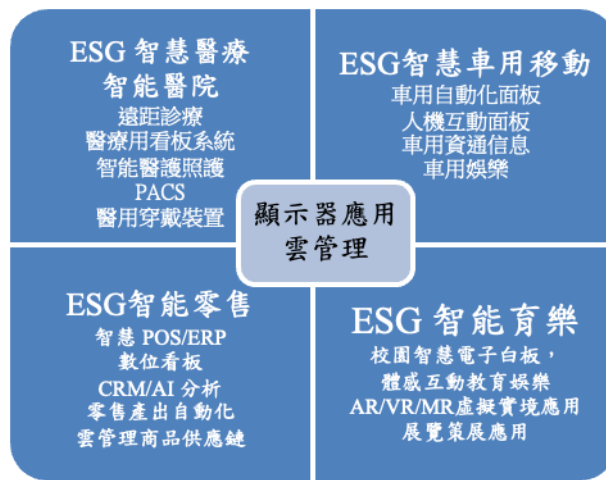 ESG 智慧醫療
智能醫院
遠距診療
醫療用看板系統
智能醫護照護
PACS
醫用穿戴裝置
ESG智慧車用移動
車用自動化面板
人機互動面板
車用資通信息
車用娛樂
顯示器應用
雲管理
ESG智能零售
智慧 POS/ERP
數位看板
CRM/AI 分析
零售產出自動化
雲管理商品供應鏈
ESG 智能育樂
校園智慧電子白板，
體感互動教育娛樂
AR/VR/MR虛擬實境應用
展覽策展應用